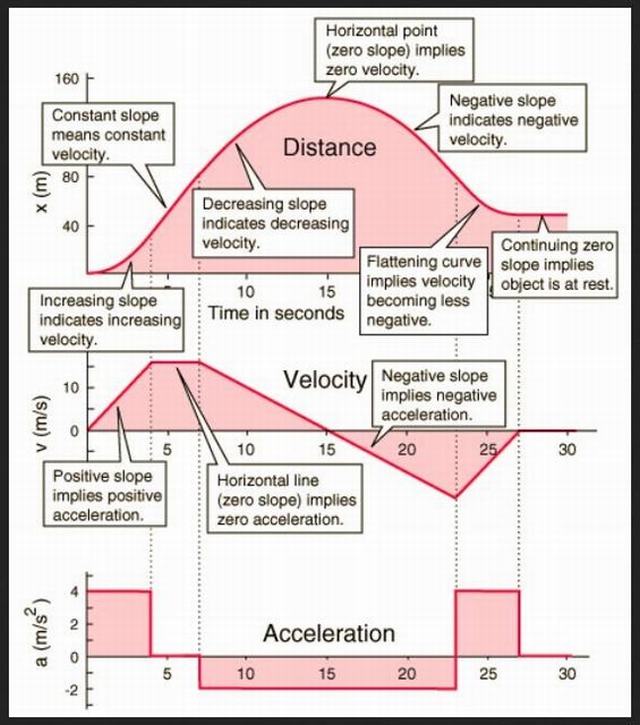 Horizontal point
(zero slope) implies
zero velocity.
160
Constant slope
means constant
velocity.
Negative slope
indicates negative
velocity.
Distance
x (m)
80
40
Decreasing slope
indicates decreasing
velocity.
Flattening curve
implies velocity
becoming less
negative.
Continuing zero
slope implies
object is at rest.
10
15
Time in seconds
Increasing slope
indicates increasing
velocity.
Velocity
Negative slope
implies negative
acceleration.
v (m/s)
10
0
5
10
15
20
25
30
Positive slope
implies positive
acceleration.
Horizontal line
(zero slope) implies
zero acceleration.
Acceleration
a (m/s²)
4
2
0
-2
5
10
15
20
25
30